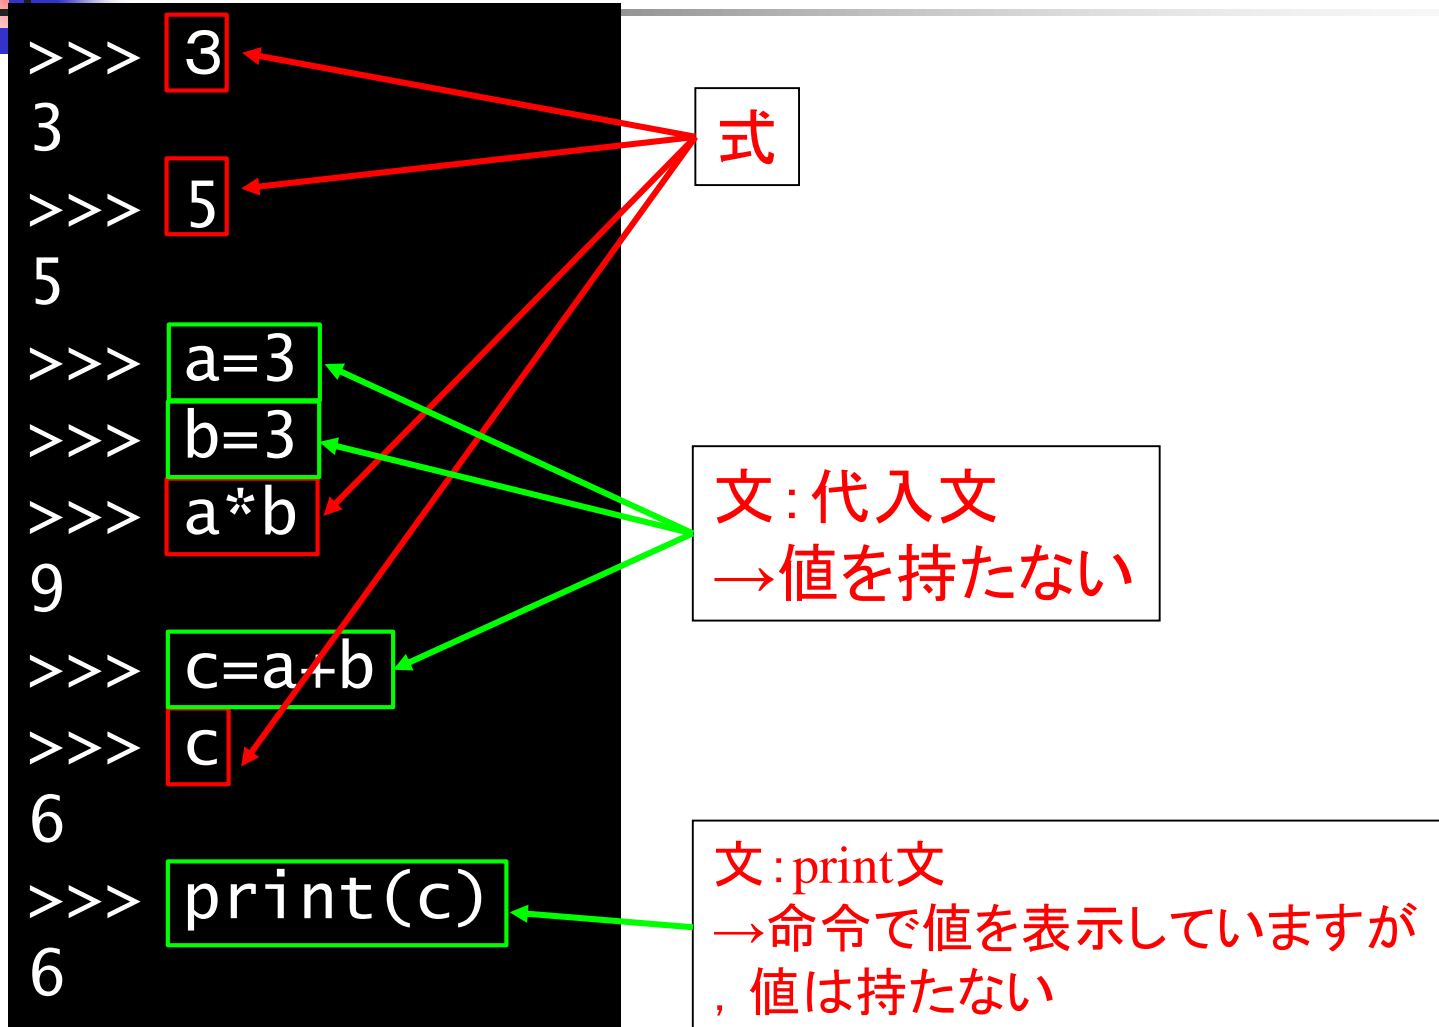 >>> 3
3
>>> 5
5
>>> a=3
>>> b=3
>>> a*b
9
>>> c=a+b
>>> c
6
>>> print(c)
6
式
文:代入文
→値を持たない
文:print文
→命令で値を表示していますが
，値は持たない